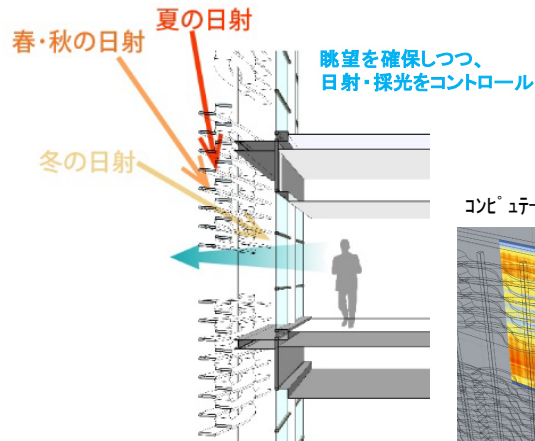 夏の日射
春・秋の日射
眺望を確保しつつ、
日射・採光をコントロール
冬の日射
コンピュテー